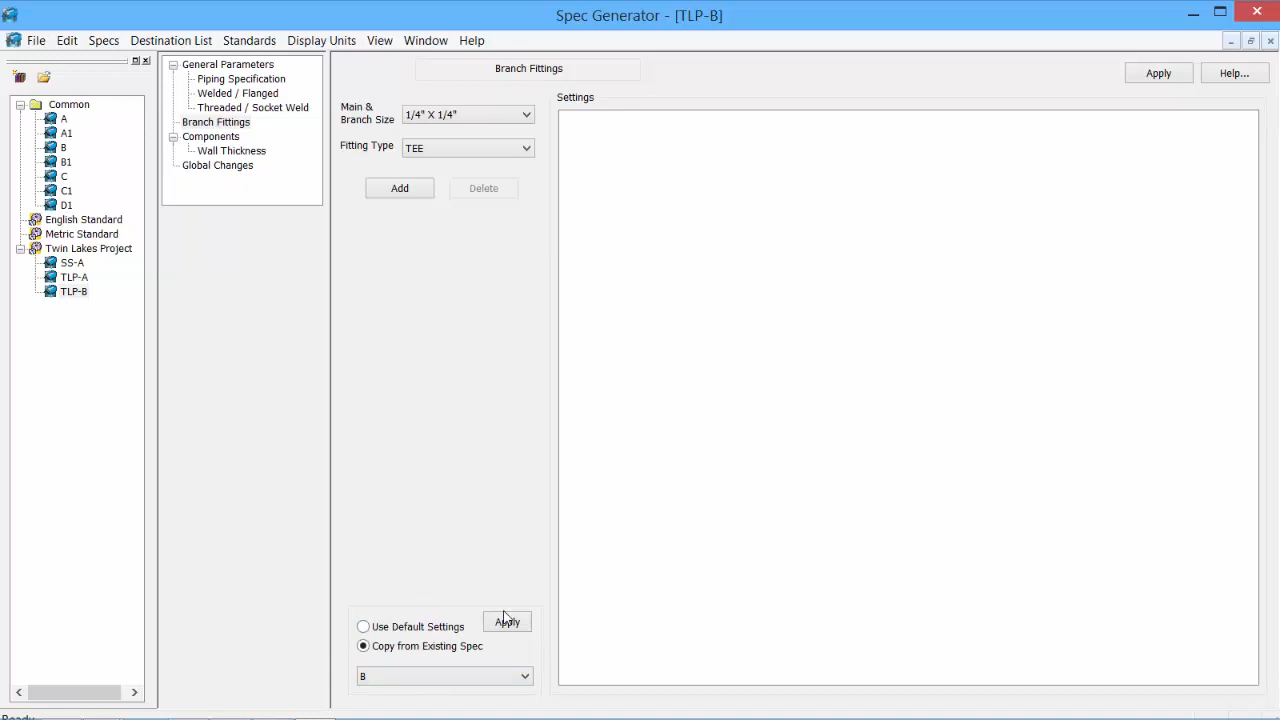 Spec Generator - [TLP-B]
File Edit Specs Destination List Standards Display Units View Window Help
Common
A
A1
B
B1
C
C1
D1
English Standard
Metric Standard
Twin Lakes Project
SS-A
TLP-A
TLP-B
General Parameters
Piping Specification
Welded / Flanged
Threaded / Socket Weld
Branch Fittings
Components
Wall Thickness
Global Changes
Branch Fittings
Main &
Branch Size
1/4" X 1/4"
Fitting Type
TEE
Add
Delete
Use Default Settings
Apply
Copy from Existing Spec
B
Apply
Help...
Settings
Ready